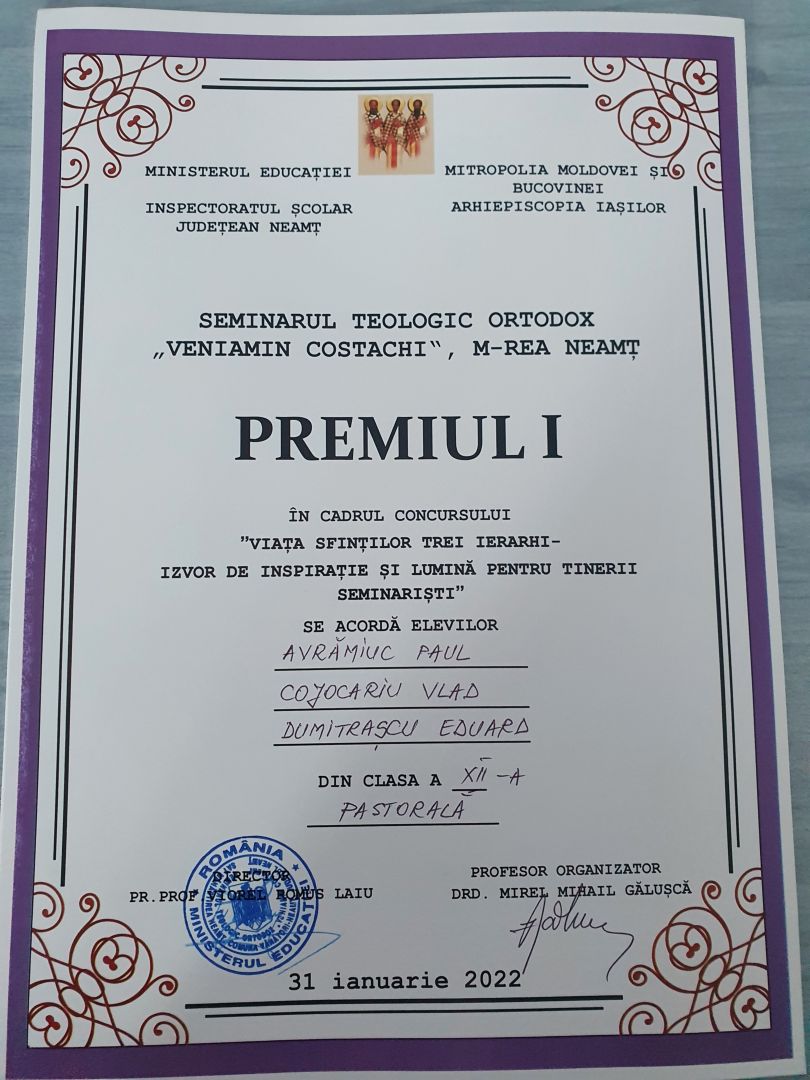 MINISTERUL EDUCAȚIEI
INSPECTORATUL ȘCOLAR
JUDEȚEAN NEAMȚ
MITROPOLIA MOLDOVEI ȘI
BUCOVINEI
ARHIEPISCOPIA IAȘILOR
SEMINARUL TEOLOGIC ORTODOX
„VENIAMIN COSTACHI“, M-REA NEAMȚ
PREMIUL I
ÎN CADRUL CONCURSULUI
”VIAȚA SFINȚILOR TREI IERARHI-
IZVOR DE INSPIRAȚIE ȘI LUMINĂ PENTRU TINERII
SEMINARIȘTI”
SE ACORDĂ ELEVILOR
AVRĂMIUC PAUL
COJOCARIU VLAD
DUMITRAȘCU EDUARD
DIN CLASA A XII-A
PASTORALĂ
DIRECTOR
PR.PROF VIOREL ROMUS LAIU
ROMÂNIA
MINISTERUL EDUCAȚIEI
TEOLOGIC ORTODOX
PROFESOR ORGANIZATOR
DRD. MIREL MIHAIL GĂLUȘCĂ
31 ianuarie 2022